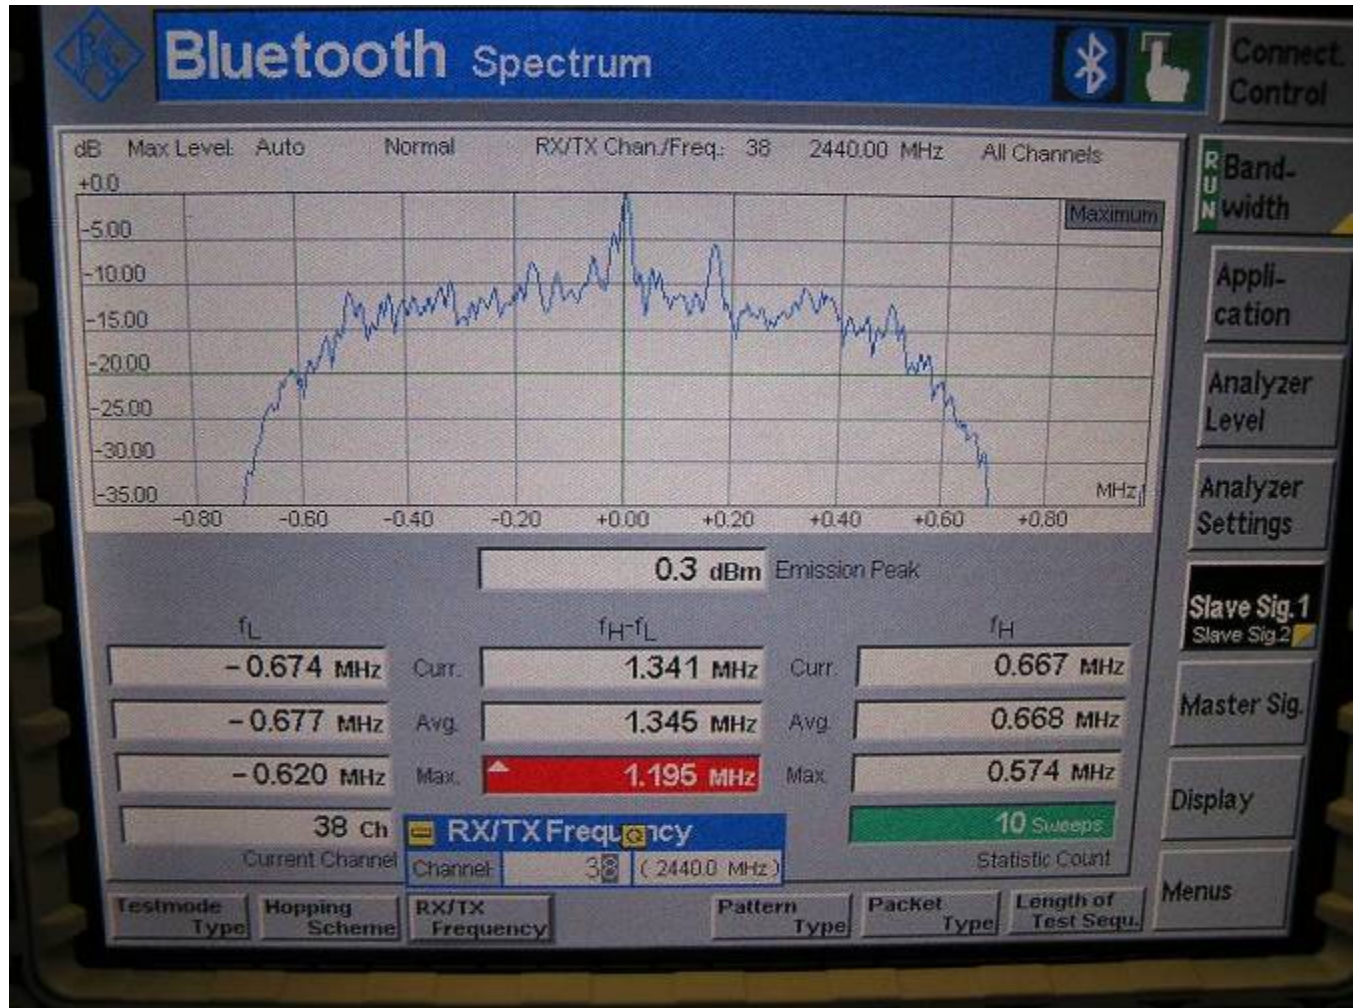 R&S
Bluetooth Spectrum
Connect.
Control
dB Max Level: Auto Normal RX/TX Chan./Freq.: 38 2440.00 MHz All Channels
+0.0
-5.00
-10.00
-15.00
-20.00
-25.00
-30.00
-35.00
Maximum
MHz
-0.80 -0.60 -0.40 -0.20 +0.00 +0.20 +0.40 +0.60 +0.80
RUN
Band-
width
Appli-
cation
Analyzer
Level
Analyzer
Settings
Slave Sig.1
Slave Sig.2
Master Sig.
Display
Menus
0.3 dBm Emission Peak
fL fH-fL fH
-0.674 MHz Curr. 1.341 MHz Curr. 0.667 MHz
-0.677 MHz Avg. 1.345 MHz Avg. 0.668 MHz
-0.620 MHz Max. 1.195 MHz Max. 0.574 MHz
38 Ch
Current Channel
RX/TX Frequency
Channel: 38 (2440.0 MHz)
10 Sweeps
Statistic Count
Testmode
Type
Hopping
Scheme
RX/TX
Frequency
Pattern
Type
Packet
Type
Length of
Test Sequ.